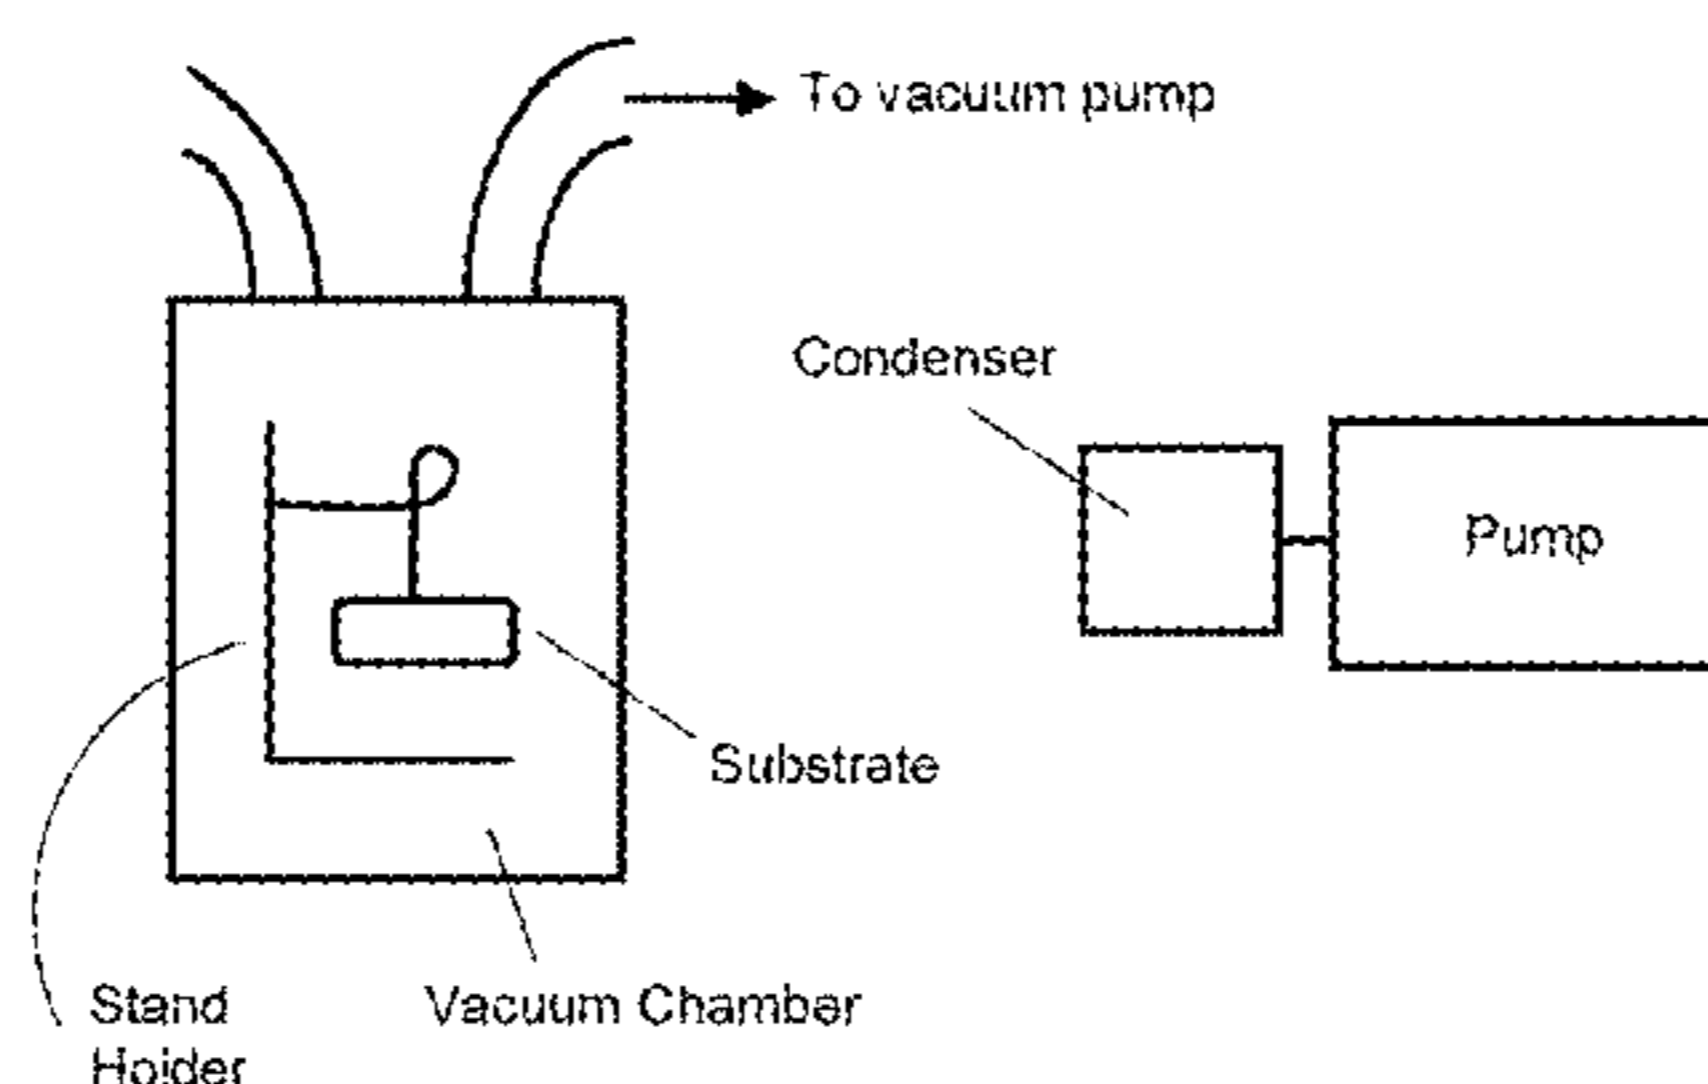 To vacuum pump
Condenser
Pump
Substrate
Stand
Holder
Vacuum Chamber